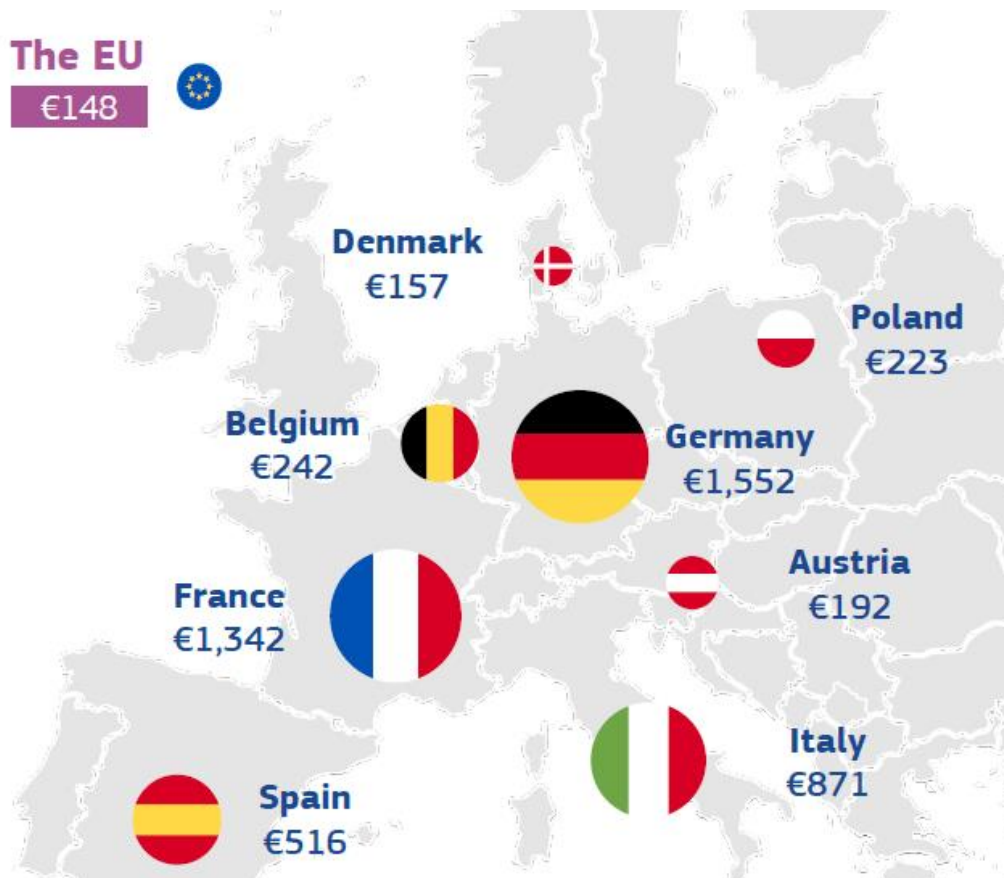 The EU
€148
Denmark
€157
Poland
€223
Belgium
€242
Germany
€1,552
Austria
€192
France
€1,342
Italy
€871
Spain
€516